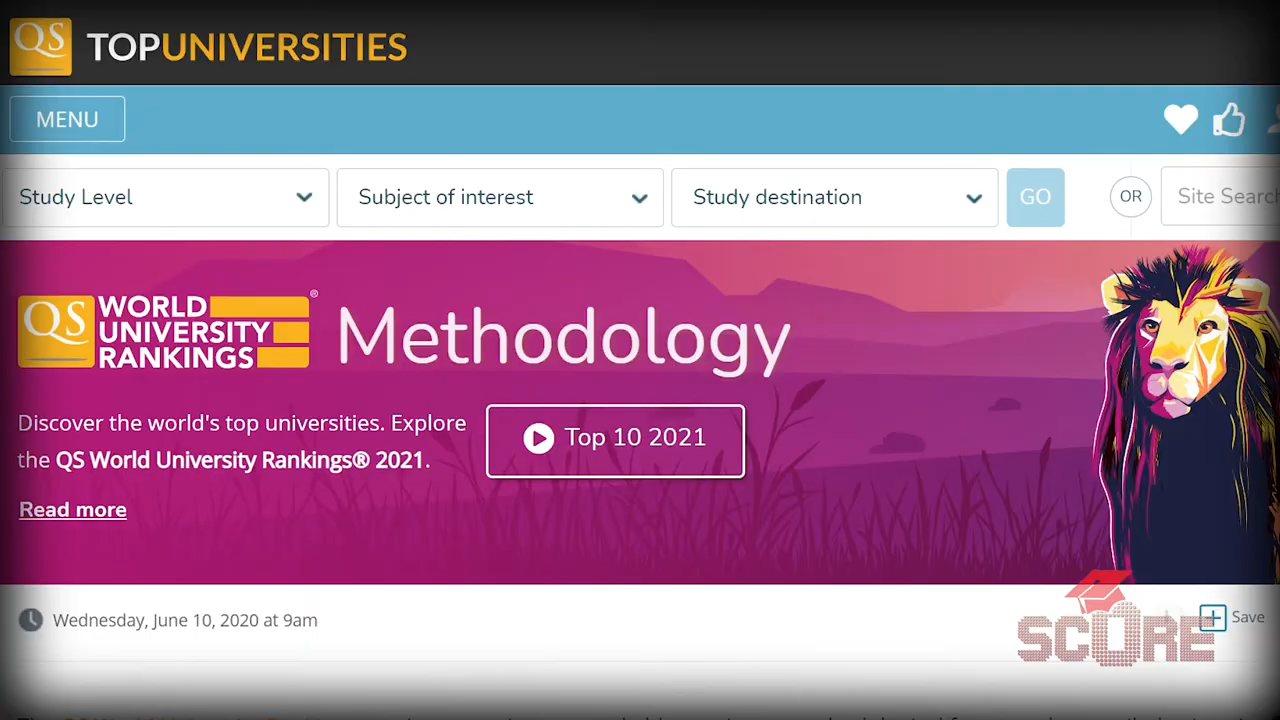 QS TOPUNIVERSITIES
MENU
Study Level
Subject of interest
Study destination
GO
OR
Site Search
QS WORLD
UNIVERSITY
RANKINGS ®
Methodology
Discover the world's top universities. Explore
the QS World University Rankings® 2021.
Top 10 2021
Read more
Wednesday, June 10, 2020 at 9am
Save
SCORE